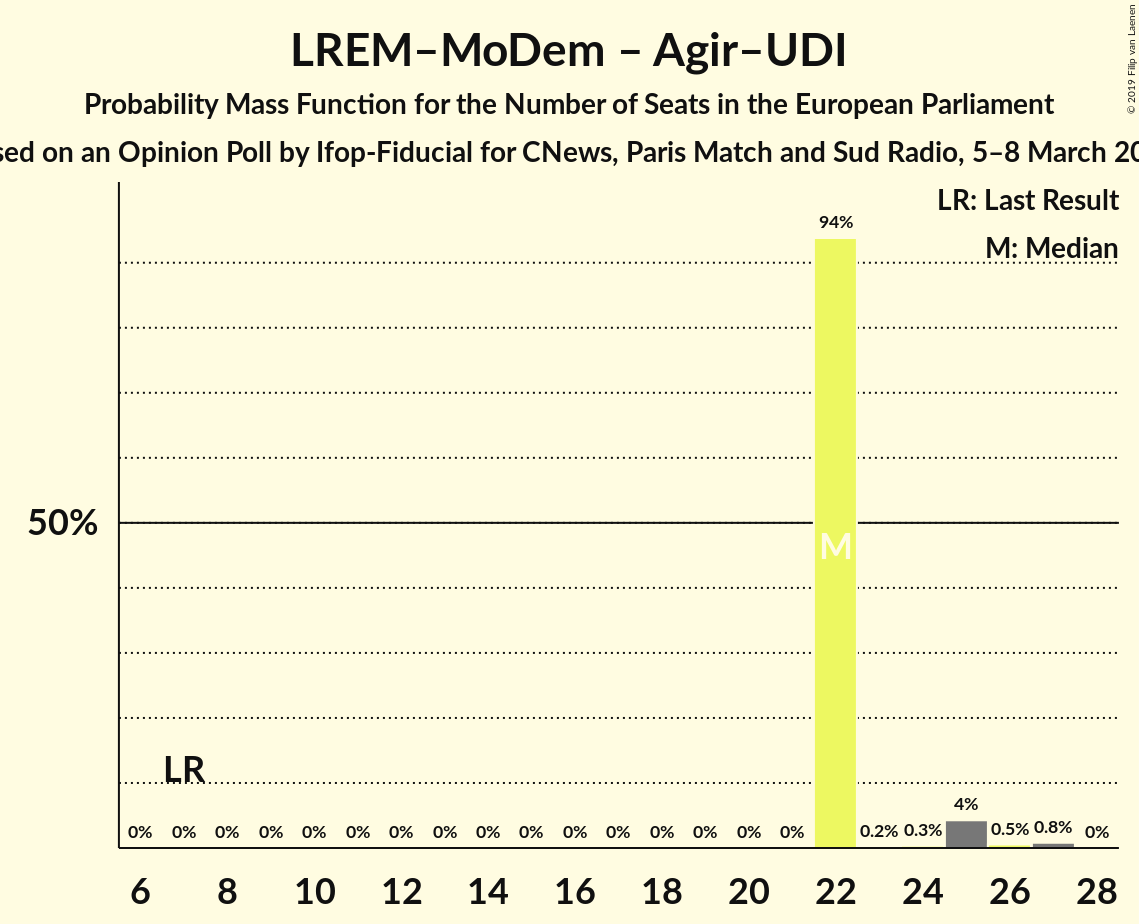 LREM–MoDem – Agir–UDI
Probability Mass Function for the Number of Seats in the European Parliament
on an Opinion Poll by Ifop-Fiducial for CNews, Paris Match and Sud Radio, 5–8 March
© 2019 Filip van Laenen
LR: Last Result
M: Median
94%
50%
M
LR
0% 0% 0% 0% 0% 0% 0% 0% 0% 0% 0% 0% 0% 0% 0% 0% 0.2% 0.3% 4% 0.5% 0.8% 0%
6 8 10 12 14 16 18 20 22 24 26 28